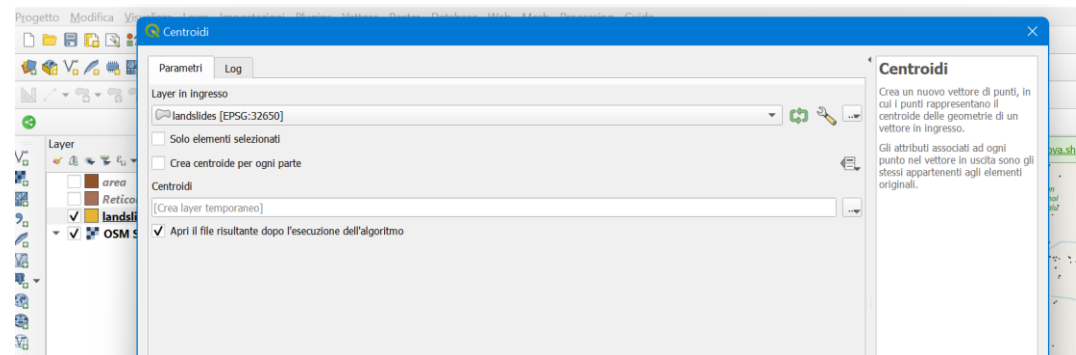 Progetto Modifica
Centroidi
Parametri Log
Layer in ingresso
landslides [EPSG:32650]
Solo elementi selezionati
Crea centroide per ogni parte
Centroidi
[Crea layer temporaneo]
Apri il file risultante dopo l'esecuzione dell'algoritmo
Centroidi
Crea un nuovo vettore di punti, in
cui i punti rappresentano il
centroide delle geometrie di un
vettore in ingresso.
Gli attributi associati ad ogni
punto nel vettore in uscita sono gli
stessi appartenenti agli elementi
originali.
Layer
area
Retico
landsli
OSM S
ova.sh